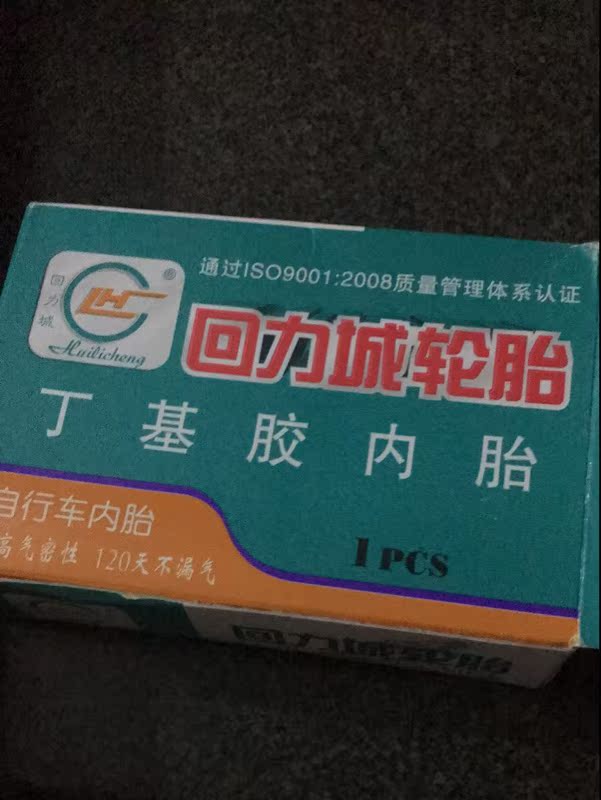 通过ISO9001:2008质量管理体系认证
回力城
®
Huilicheng
回力城轮胎
丁基胶内胎
自行车内胎
高气密性 120天不漏气
1PCS
回力城轮胎